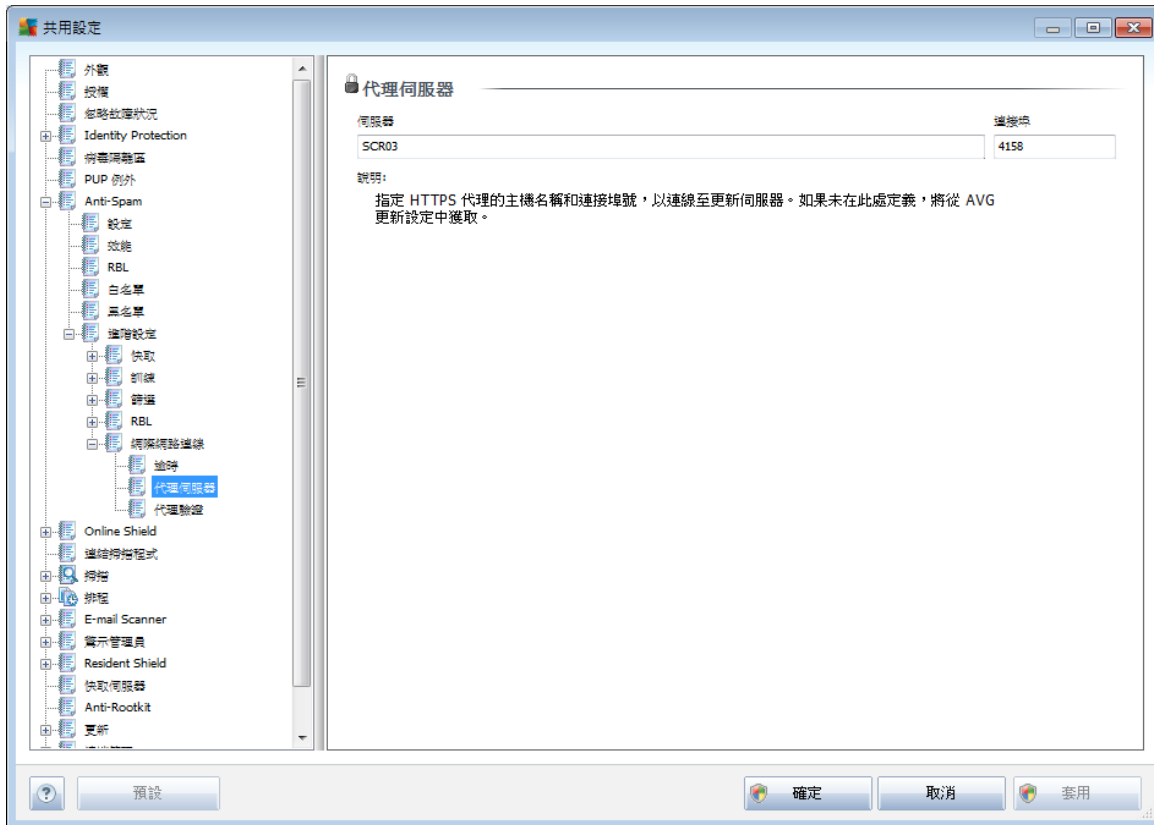 共用設定
外觀
授權
忽略故障狀況
Identity Protection
病毒隔離區
PUP 例外
Anti-Spam
設定
效能
RBL
白名單
黑名單
進階設定
快取
訓練
篩選
RBL
網際網路連線
逾時
代理伺服器
代理驗證
Online Shield
連結掃描程式
掃描
排程
E-mail Scanner
警示管理員
Resident Shield
快取伺服器
Anti-Rootkit
更新
代理伺服器
伺服器 連接埠
SCR03 4158
說明:
指定 HTTPS 代理的主機名稱和連接埠號，以連線至更新伺服器。如果未在此處定義，將從 AVG
更新設定中獲取。
預設 確定 取消 套用